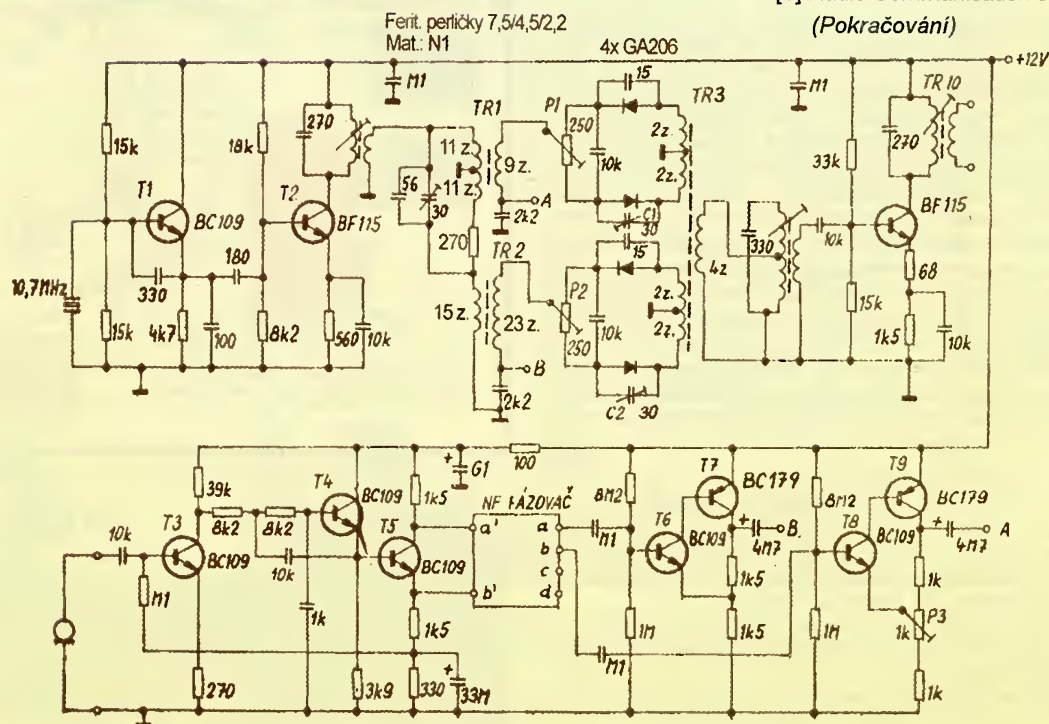 (Pokračování)
Ferit. perličky 7,5/4,5/2,2
Mat.: N1
4x GA206
+12V
M1
15
M1
TR 10
TR1
P1
TR3
270
250
2z.
270
15k
18k
11 z.
9 z.
10k
2z.
33k
T1
T2
56
11 z.
BC109
BF115
30
A
C1
30
BF115
2k2
15
330
10k
270
TR 2
4z
68
10,7MHz
330
180
P2
2z.
15k
4k7
100
8k2
560
10k
15 z.
23 z.
250
10k
2z.
15k
1k5
10k
B
2k2
C2
30
39k
T4
G1
100
T7
T9
BC109
1k5
NF FÁZOVAČ
8M2
BC179
8M2
BC179
T3
8k2
8k2
T5
a'
a
T6
T8
10k
M1
B
A
BC109
10k
BC109
b
BC109
4M7
BC109
4M7
c
M1
1k
b'
d
1k5
1k
1k5
1M
1k5
1M
1k
P3
M1
270
3k9
330
33M
1k